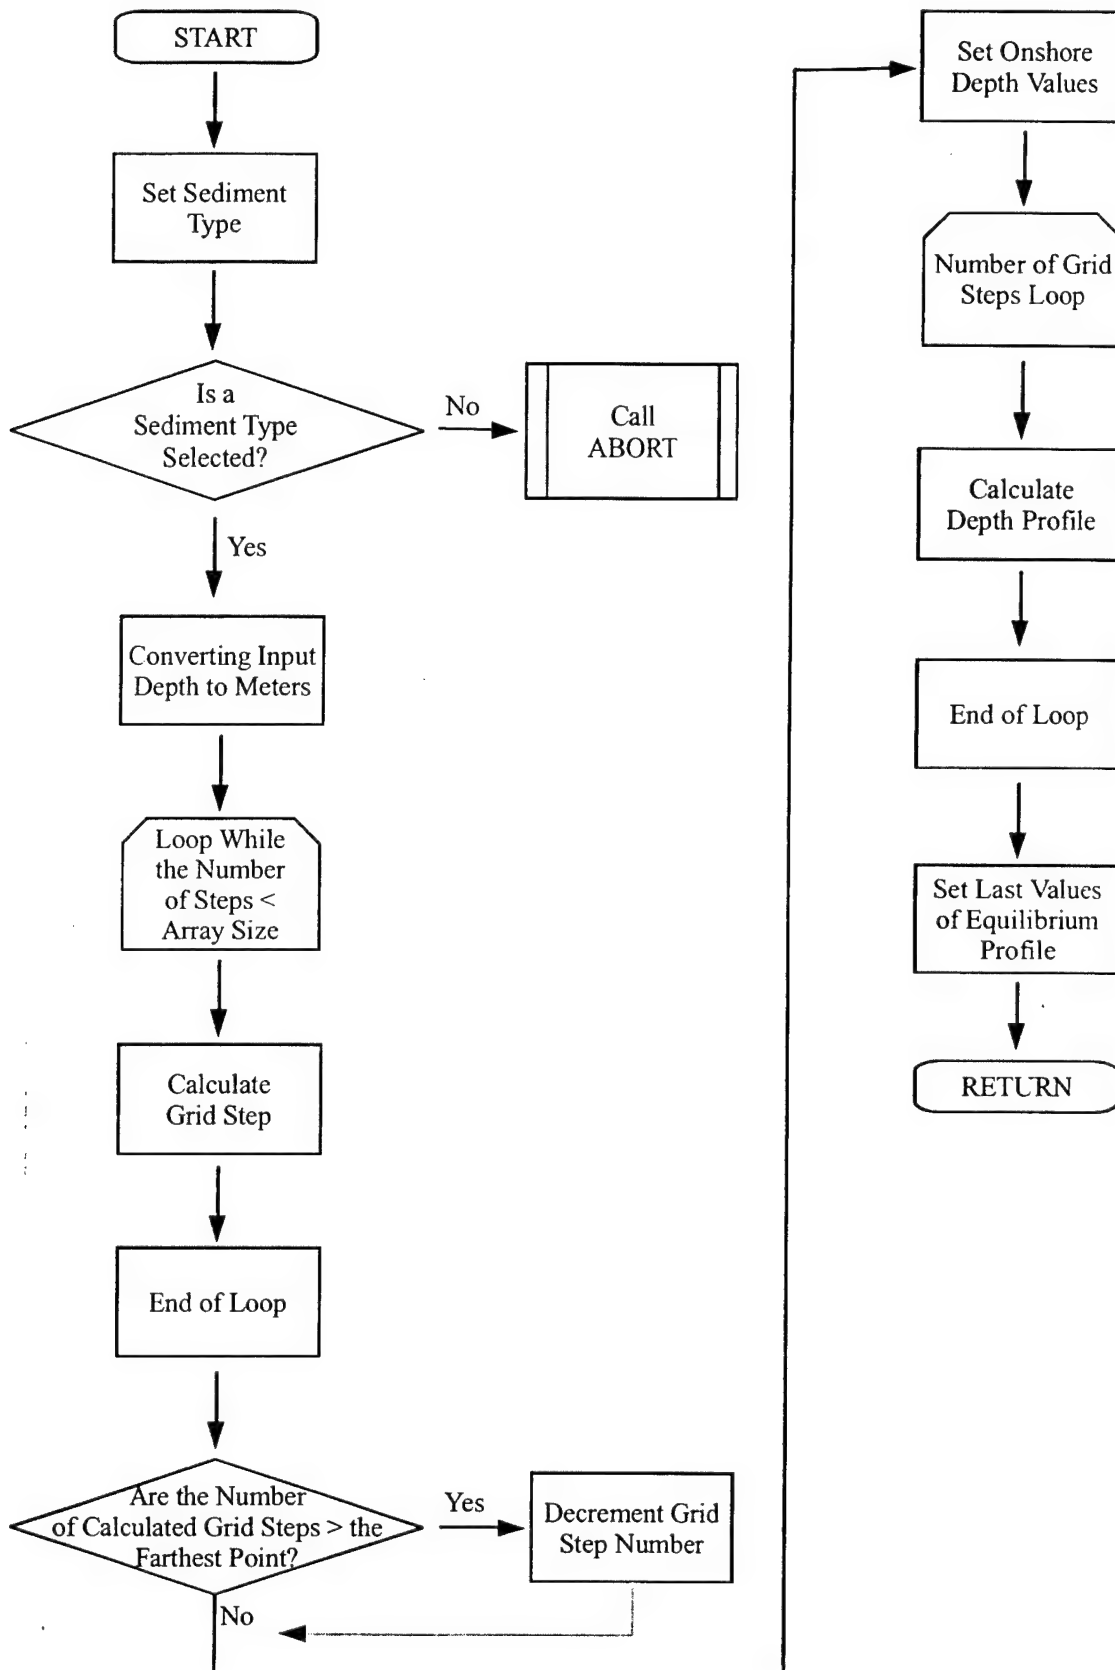 START
Set Sediment
Type
Is a
Sediment Type
Selected?
No
Call
ABORT
Yes
Converting Input
Depth to Meters
Loop While
the Number
of Steps <
Array Size
Calculate
Grid Step
End of Loop
Are the Number
of Calculated Grid Steps > the
Farthest Point?
Yes
Decrement Grid
Step Number
No
Set Onshore
Depth Values
Number of Grid
Steps Loop
Calculate
Depth Profile
End of Loop
Set Last Values
of Equilibrium
Profile
RETURN